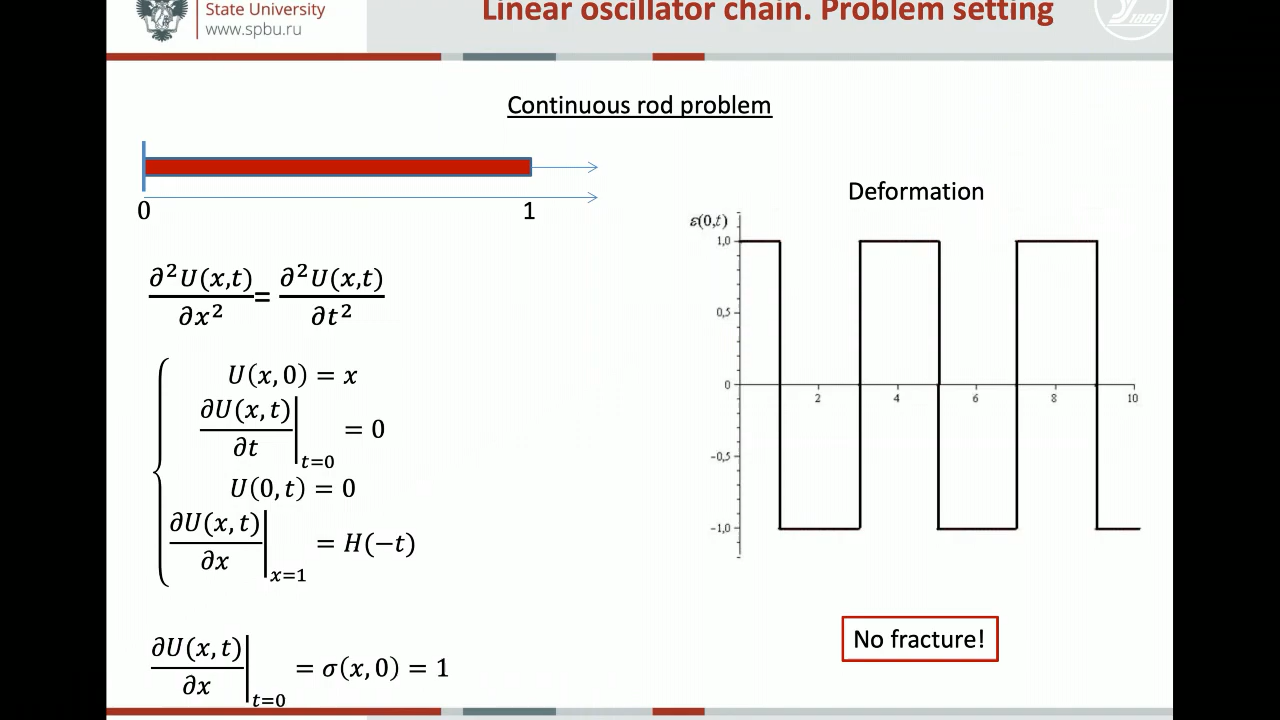 State University
www.spbu.ru
Linear oscillator chain. Problem setting
1809
Continuous rod problem
0 1
∂²U(x,t)/∂x² = ∂²U(x,t)/∂t²
U(x, 0) = x
∂U(x, t)/∂t|t=0 = 0
U(0, t) = 0
∂U(x, t)/∂x|x=1 = H(−t)
∂U(x, t)/∂x|t=0 = σ(x, 0) = 1
Deformation
ε(0,t)
1,0
0,5
0
2 4 6 8 10
−0,5
−1,0
No fracture!